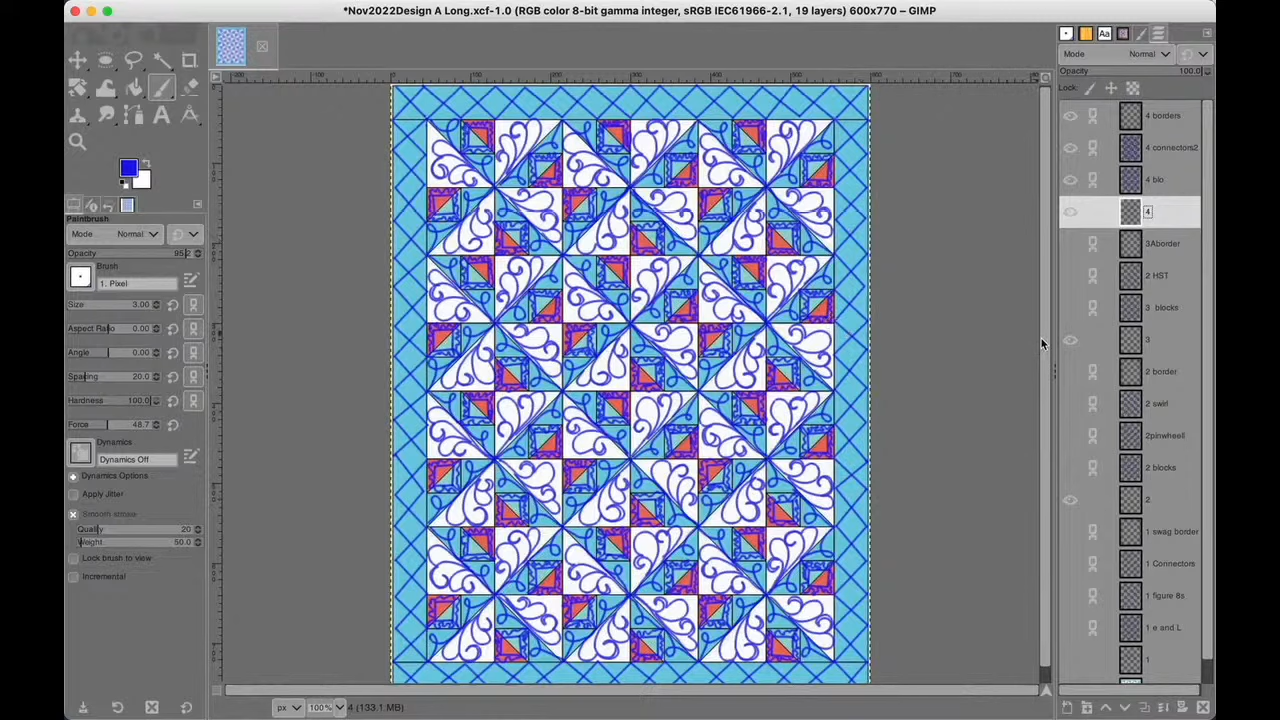 *Nov2022Design A Long.xcf-1.0 (RGB color 8-bit gamma integer, sRGB IEC61966-2.1, 19 layers) 600x770 – GIMP
Paintbrush
Mode Normal
Opacity 95.2
Brush
1. Pixel
Size 3.00
Aspect Ratio 0.00
Angle 0.00
Spacing 20.0
Hardness 100.0
Force 48.7
Dynamics
Dynamics Off
Dynamics Options
Apply Jitter
Smooth stroke
Quality 20
Weight 50.0
Lock brush to view
Incremental
px 100% 4 (133.1 MB)
Aa
Mode Normal
Opacity 100.0
Lock:
4 borders
4 connectors2
4 blo
4
3Aborder
2 HST
3 blocks
3
2 border
2 swirl
2pinwheell
2 blocks
2
1 swag border
1 Connectors
1 figure 8s
1 e and L
1